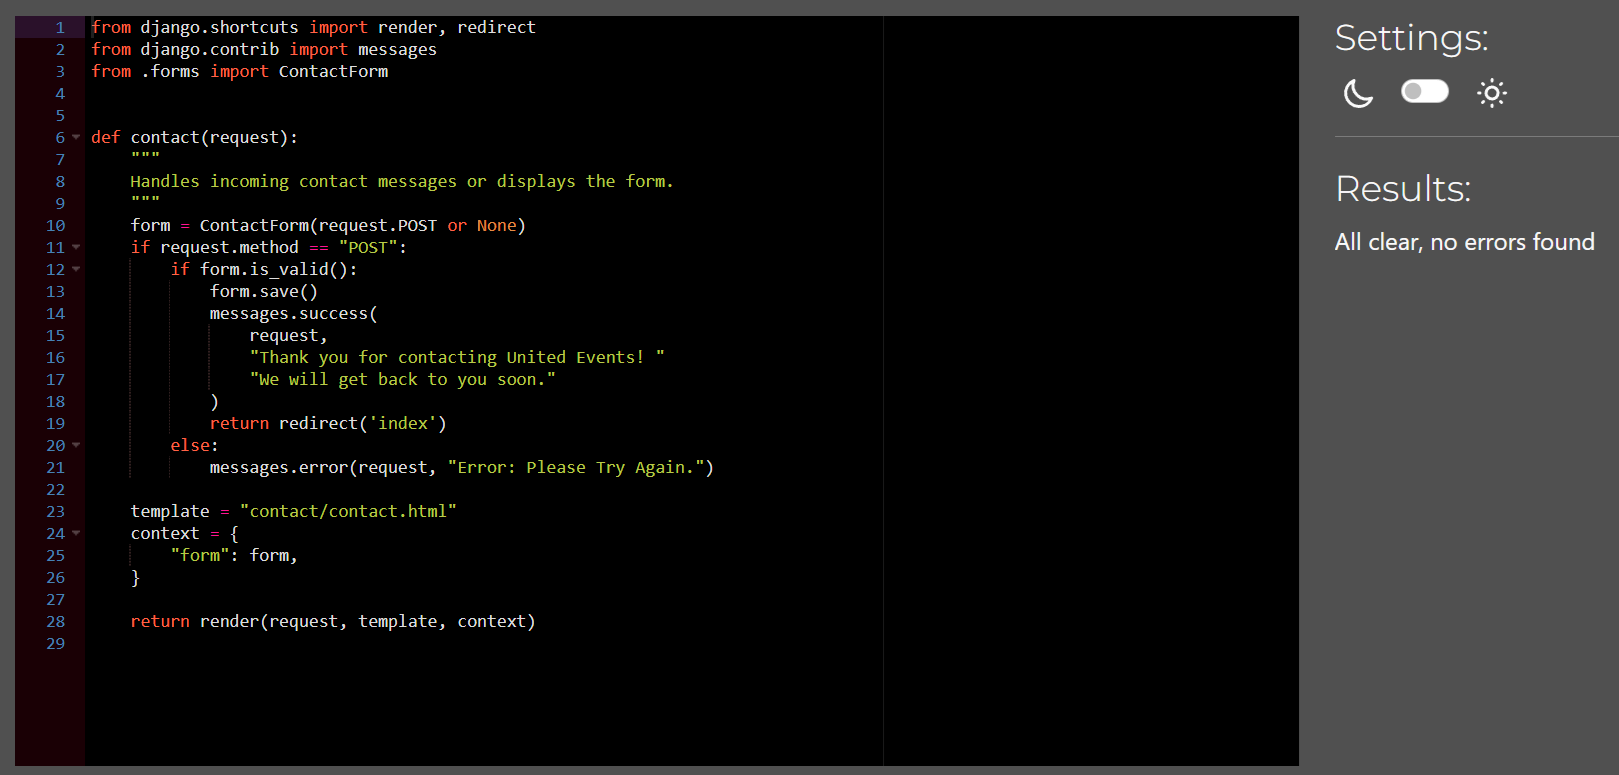 1 from django.shortcuts import render, redirect
2 from django.contrib import messages
3 from .forms import ContactForm
4
5
6 def contact(request):
7     """
8     Handles incoming contact messages or displays the form.
9     """
10     form = ContactForm(request.POST or None)
11     if request.method == "POST":
12         if form.is_valid():
13             form.save()
14             messages.success(
15                 request,
16                 "Thank you for contacting United Events! "
17                 "We will get back to you soon."
18             )
19             return redirect('index')
20         else:
21             messages.error(request, "Error: Please Try Again.")
22
23     template = "contact/contact.html"
24     context = {
25         "form": form,
26     }
27
28     return render(request, template, context)
29
Settings:
Results:
All clear, no errors found